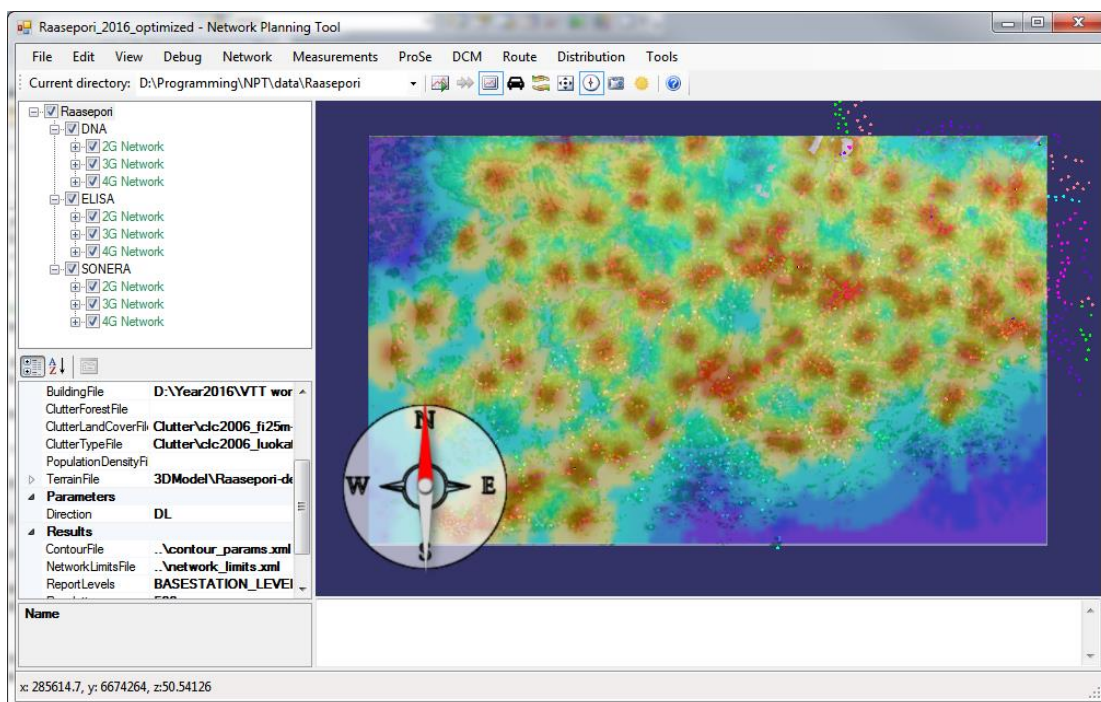 Raasepori_2016_optimized - Network Planning Tool
File Edit View Debug Network Measurements ProSe DCM Route Distribution Tools
Current directory: D:\Programming\NPT\data\Raasepori
Raasepori
DNA
2G Network
3G Network
4G Network
ELISA
2G Network
3G Network
4G Network
SONERA
2G Network
3G Network
4G Network
BuildingFile D:\Year2016\VTT wor
ClutterForestFile
ClutterLandCoverFil Clutter\clc2006_fi25m-
ClutterTypeFile Clutter\clc2006_luoka
PopulationDensityFi
TerrainFile 3DModel\Raasepori-de
Parameters
Direction DL
Results
ContourFile ..\contour_params.xml
NetworkLimitsFile ..\network_limits.xml
ReportLevels BASESTATION_LEVEL
Name
N
W E
S
x: 285614.7, y: 6674264, z:50.54126